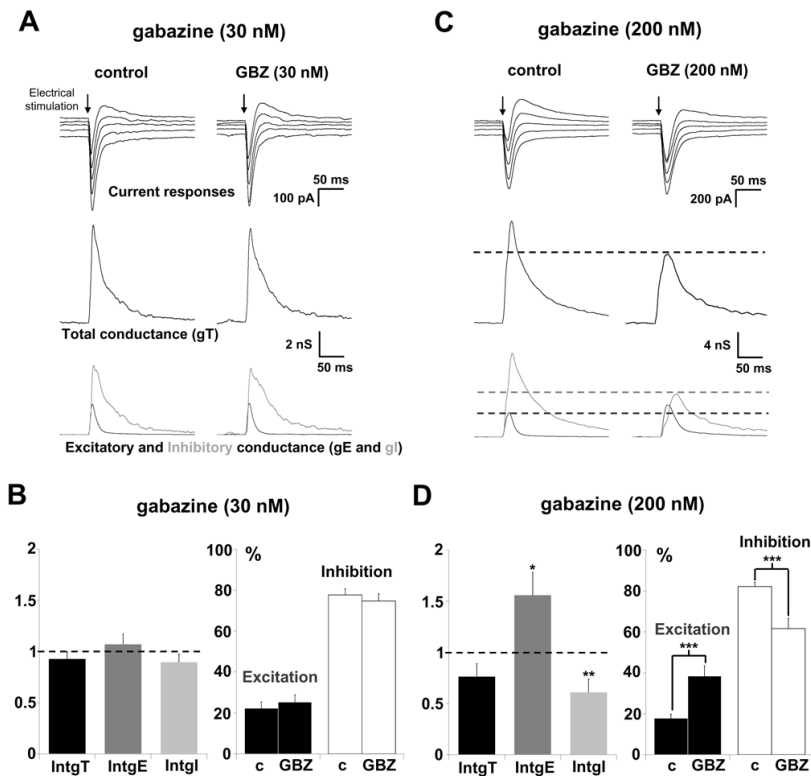 A
gabazine (30 nM)
control
GBZ (30 nM)
Electrical
stimulation
Current responses
50 ms
100 pA
Total conductance (gT)
2 nS
50 ms
Excitatory and Inhibitory conductance (gE and gI)
C
gabazine (200 nM)
control
GBZ (200 nM)
50 ms
200 pA
4 nS
50 ms
B
gabazine (30 nM)
2
1.5
1
0.5
0
IntgT
IntgE
IntgI
100
80
60
40
20
0
%
Inhibition
Excitation
c
GBZ
c
GBZ
D
gabazine (200 nM)
2
1.5
1
0.5
0
*
**
IntgT
IntgE
IntgI
100
80
60
40
20
0
%
Inhibition
***
Excitation
***
c
GBZ
c
GBZ